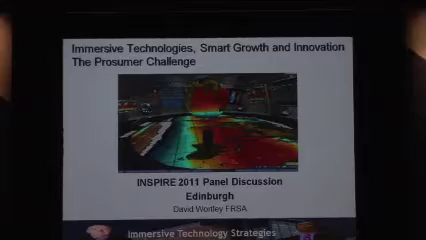 Immersive Technologies, Smart Growth and Innovation
The Prosumer Challenge
INSPIRE 2011 Panel Discussion
Edinburgh
David Wortley FRSA
Immersive Technology Strategies